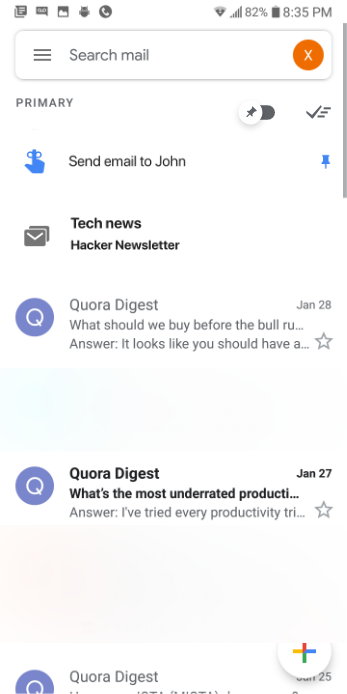 82% 8:35 PM
Search mail
X
PRIMARY
Send email to John
Tech news
Hacker Newsletter
Q
Quora Digest
Jan 28
What should we buy before the bull ru...
Answer: It looks like you should have a...
Q
Quora Digest
Jan 27
What's the most underrated producti...
Answer: I've tried every productivity tri...
Quora Digest
25